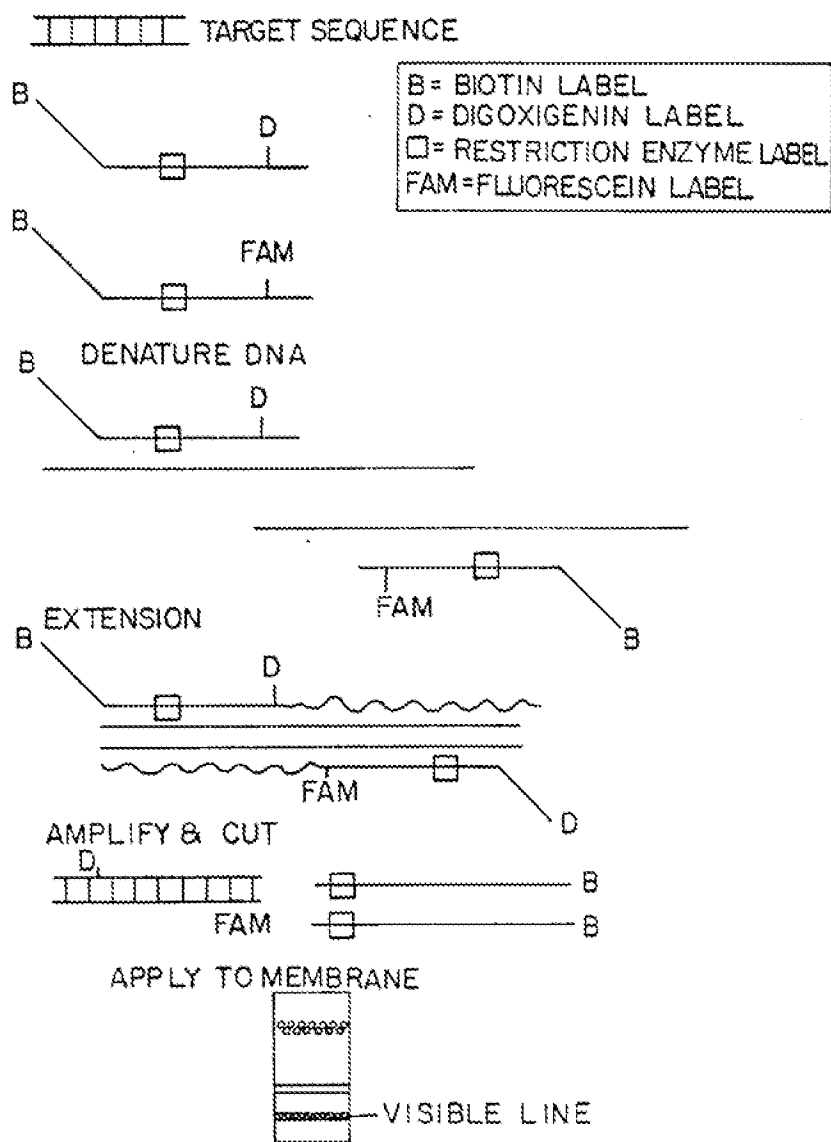 TARGET SEQUENCE
B = BIOTIN LABEL
D = DIGOXIGENIN LABEL
□ = RESTRICTION ENZYME LABEL
FAM = FLUORESCEIN LABEL
B
D
B
FAM
DENATURE DNA
B
D
FAM
B
EXTENSION
B
D
FAM
D
AMPLIFY & CUT
D
B
FAM
B
APPLY TO MEMBRANE
VISIBLE LINE